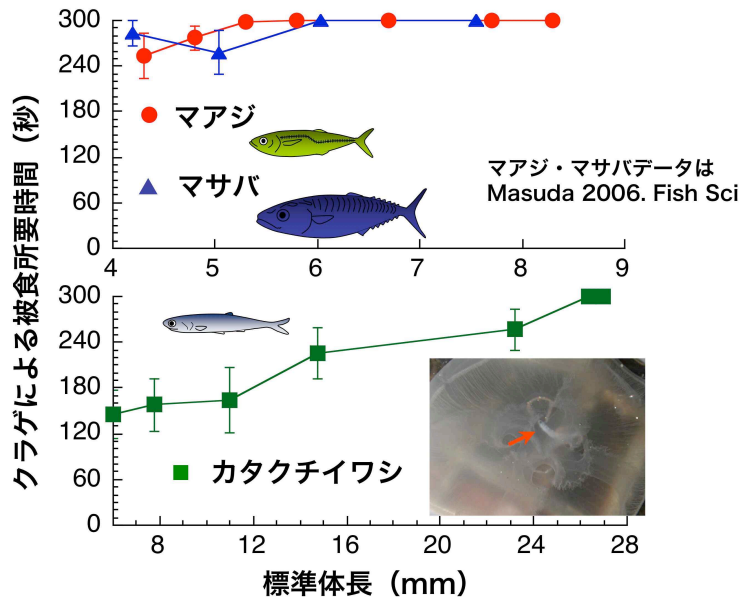 クラゲによる被食所要時間（秒）
300
240
180
120
60
0
マアジ
マサバ
マアジ・マサバデータは
Masuda 2006. Fish Sci
4 5 6 7 8 9
300
240
180
120
60
0
カタクチイワシ
8 12 16 20 24 28
標準体長（mm）